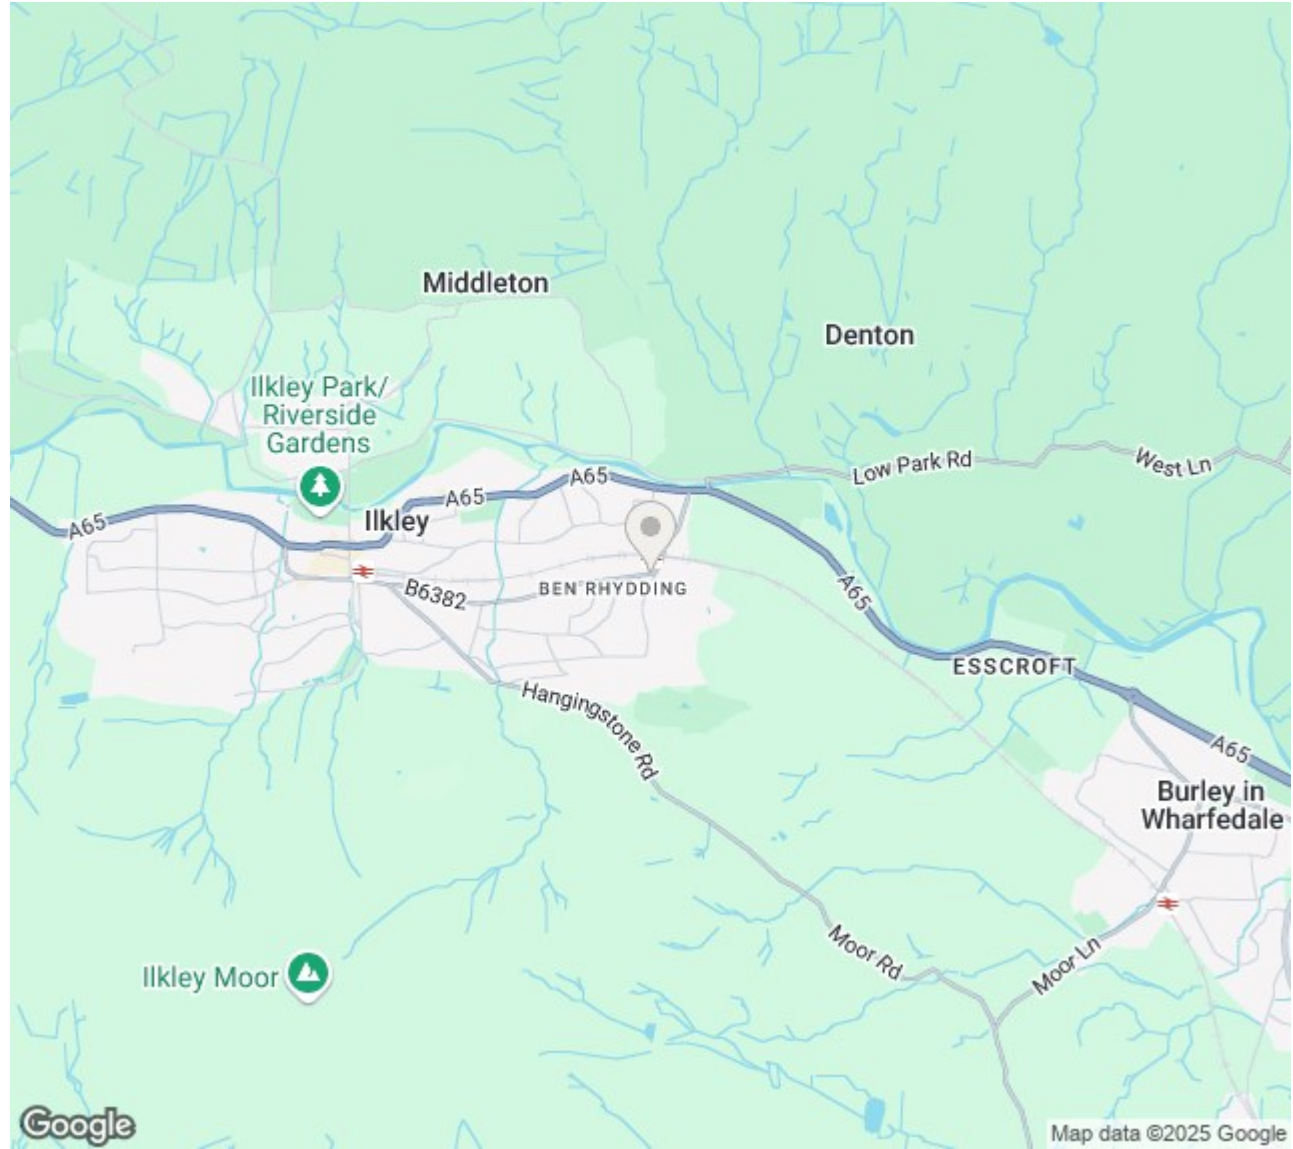 Middleton
Denton
Ilkley Park/
Riverside
Gardens
Low Park Rd
West Ln
A65
A65
A65
Ilkley
B6382
BEN RHYDDING
A65
ESSCROFT
Hangingstone Rd
A65
Burley in
Wharfedale
Moor Rd
Moor Ln
Ilkley Moor
Google
Map data ©2025 Google